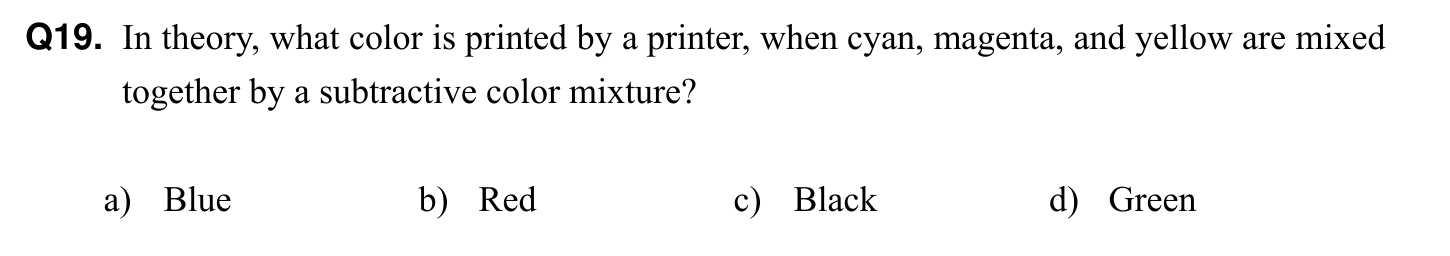 Q19. In theory, what color is printed by a printer, when cyan, magenta, and yellow are mixed
together by a subtractive color mixture?
a) Blue b) Red c) Black d) Green